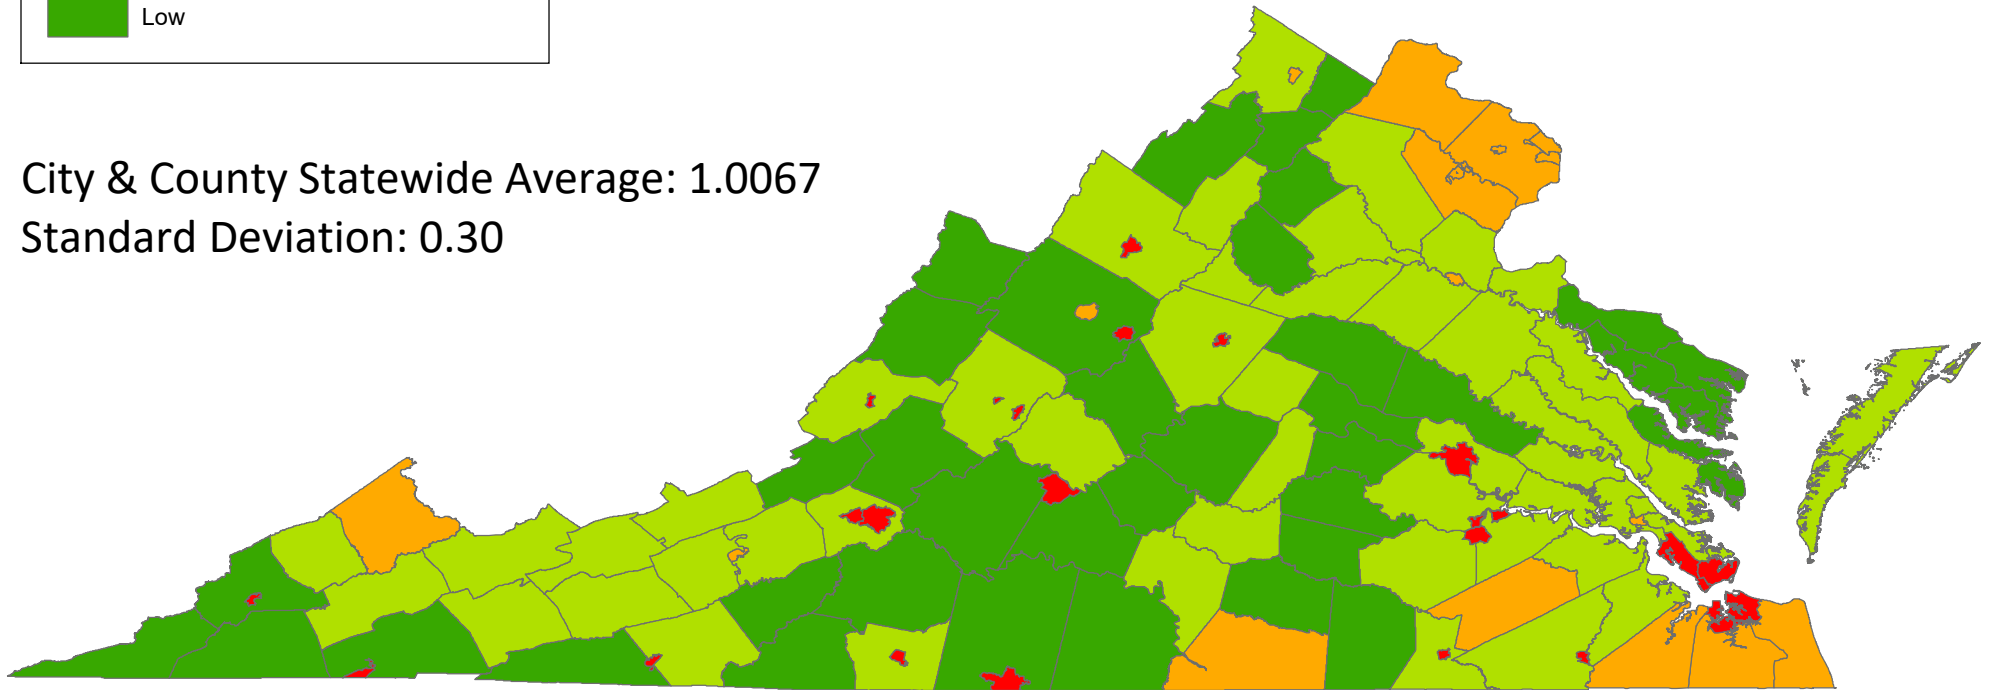 Low
City & County Statewide Average: 1.0067
Standard Deviation: 0.30